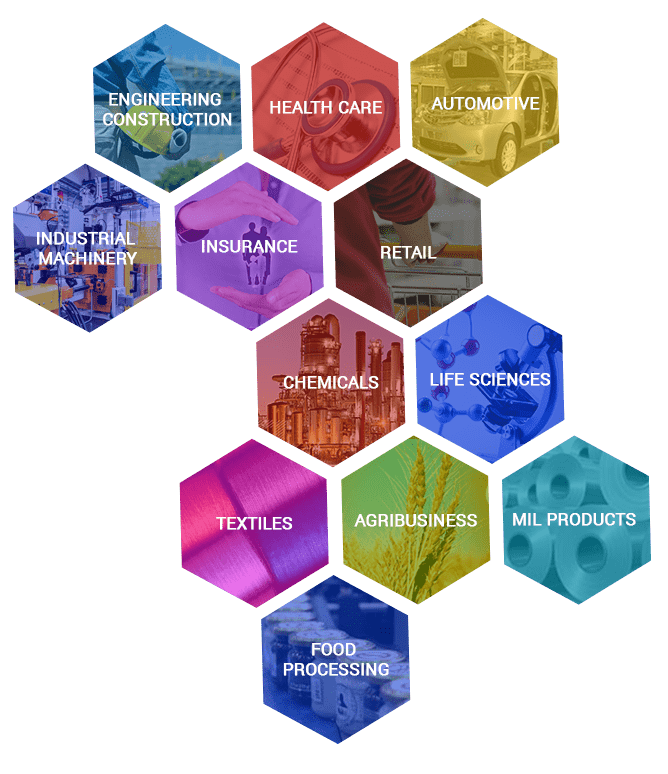 ENGINEERING
CONSTRUCTION
HEALTH CARE
AUTOMOTIVE
INDUSTRIAL
MACHINERY
INSURANCE
RETAIL
CHEMICALS
LIFE SCIENCES
TEXTILES
AGRIBUSINESS
MIL PRODUCTS
FOOD
PROCESSING